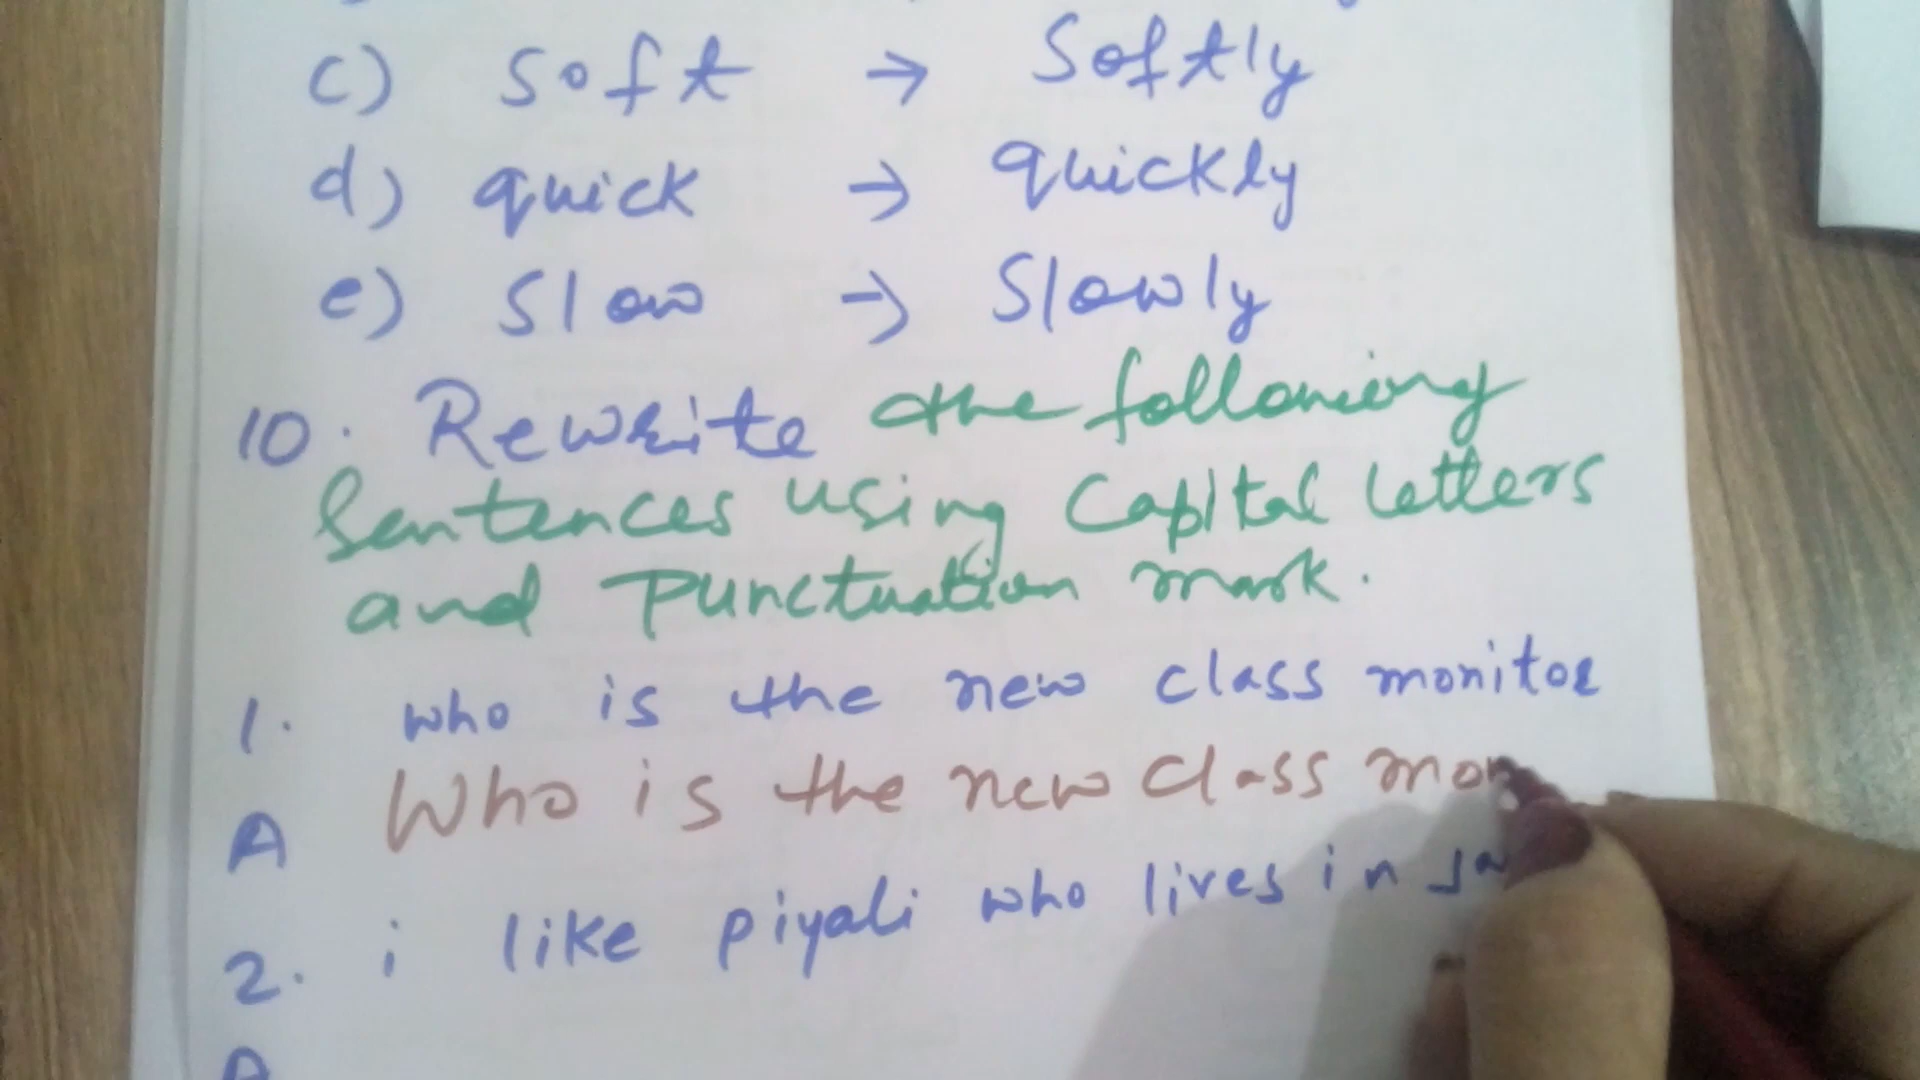 c) soft → softly
d) quick → quickly
e) slow → slowly
10. Rewrite the following
Sentences using Capital letters
and Punctuation mark.
1. who is the new class monitor
A Who is the new class
2. i like piyali who lives in
A